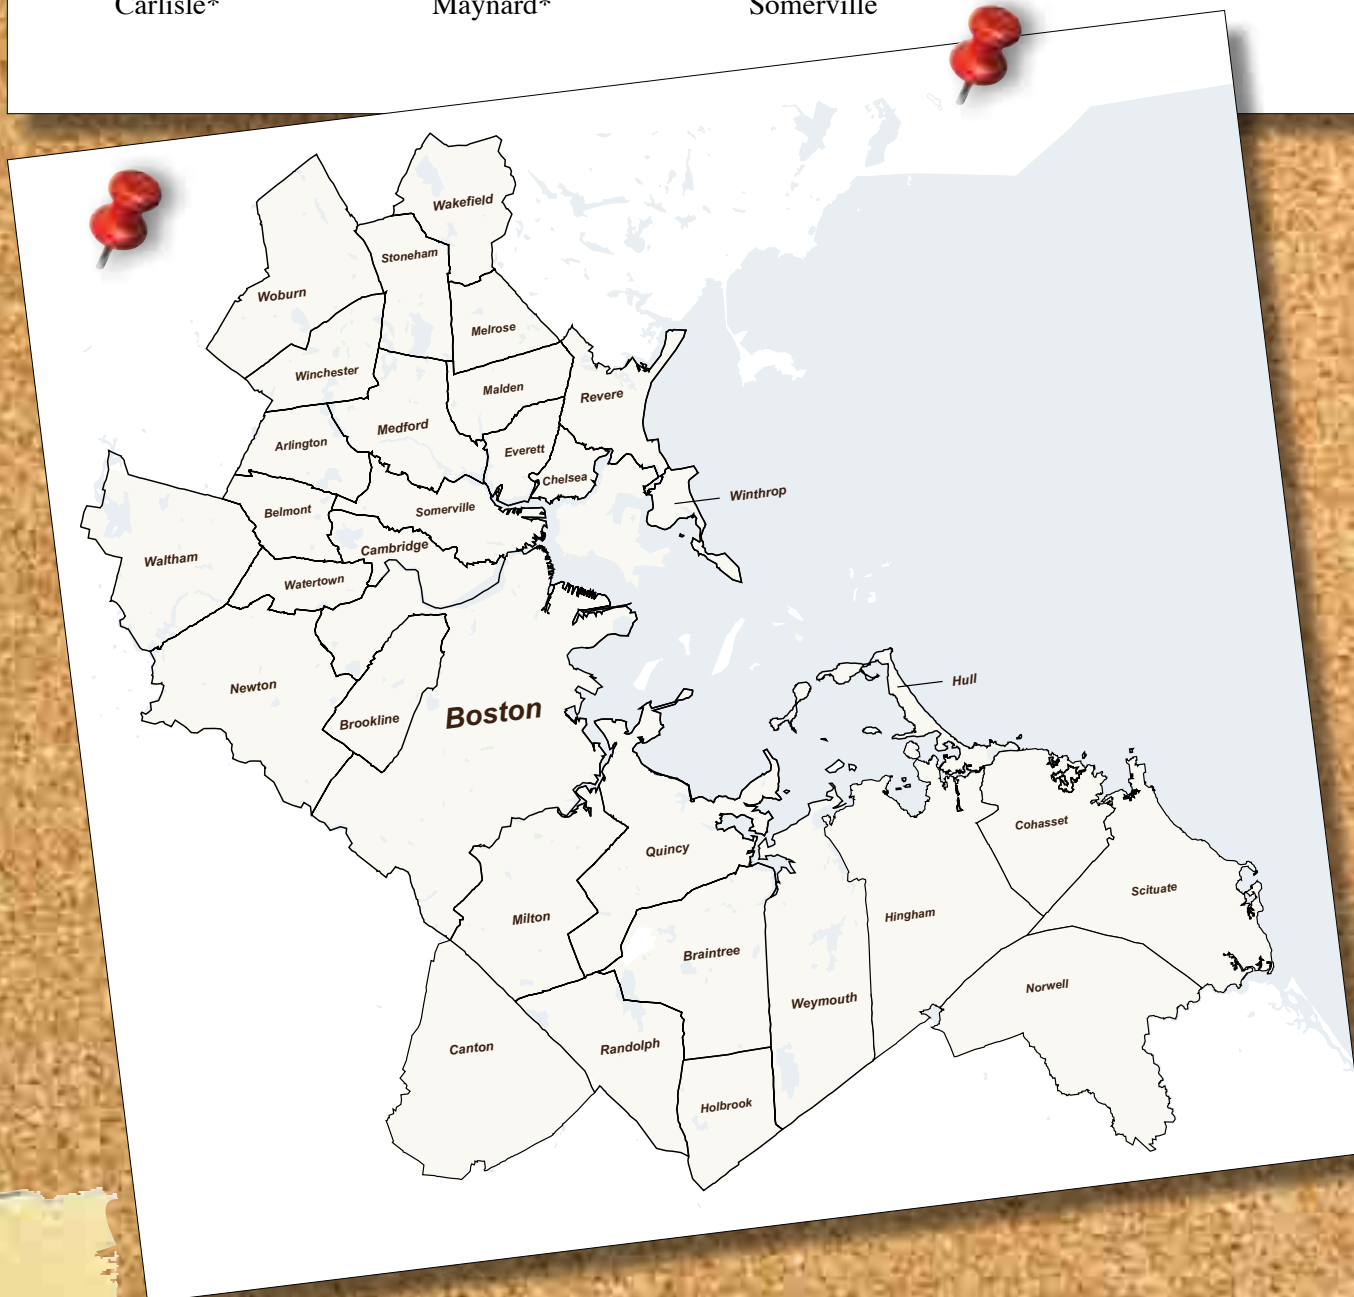 Carlisle* Maynard* Somerville
Wakefield
Stoneham
Woburn
Melrose
Winchester
Malden
Revere
Medford
Arlington
Everett
Chelsea
Winthrop
Somerville
Belmont
Cambridge
Waltham
Watertown
Newton
Hull
Boston
Brookline
Cohasset
Quincy
Scituate
Hingham
Milton
Braintree
Norwell
Weymouth
Canton
Randolph
Holbrook